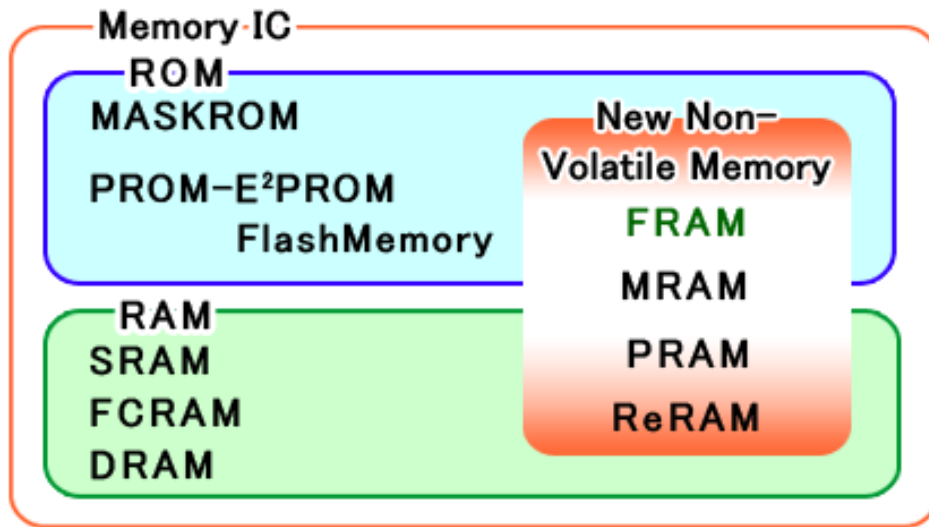 Memory IC
ROM
MASKROM
PROM-E²PROM
FlashMemory
New Non-
Volatile Memory
FRAM
MRAM
PRAM
ReRAM
RAM
SRAM
FCRAM
DRAM